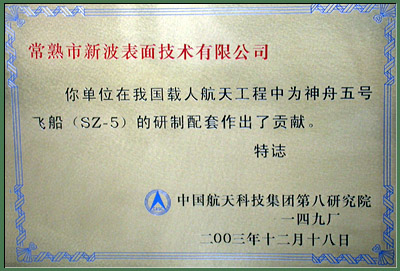 常熟市新波表面技术有限公司
你单位在我国载人航天工程中为神舟五号
飞船（SZ-5）的研制配套作出了贡献。
特誌
中国航天科技集团第八研究院
一四九厂
二00三年十二月十八日